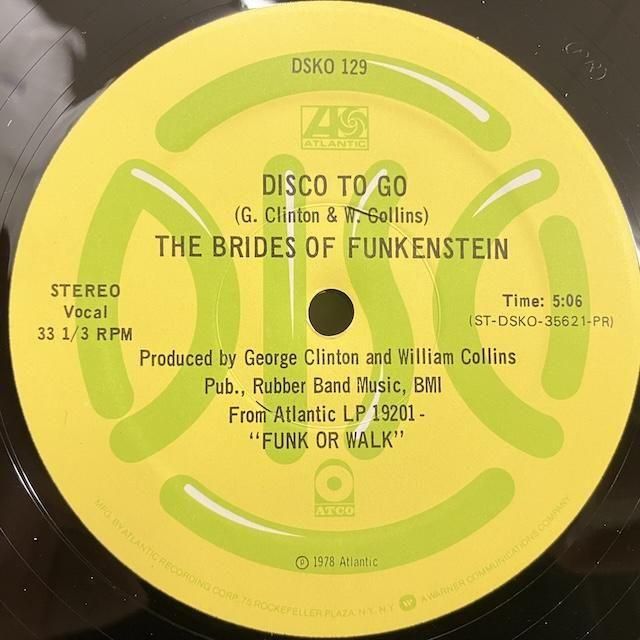 DSKO 129
ATLANTIC
DISCO TO GO
(G. Clinton & W. Collins)
THE BRIDES OF FUNKENSTEIN
STEREO
Vocal
33 1/3 RPM
Time: 5:06
(ST-DSKO-35621-PR)
DISCO
Produced by George Clinton and William Collins
Pub., Rubber Band Music, BMI
From Atlantic LP 19201 -
"FUNK OR WALK"
ATCO
℗ 1978 Atlantic
MFG. BY ATLANTIC RECORDING CORP., 75 ROCKEFELLER PLAZA, N.Y., N.Y. A WARNER COMMUNICATIONS COMPANY